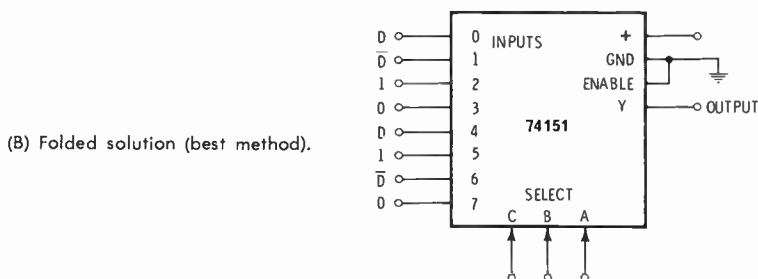 (B) Folded solution (best method).
D 0 INPUTS +
D̅ 1 GND
1 2 ENABLE
0 3 Y OUTPUT
D 4 74151
1 5
D̅ 6 SELECT
0 7 C B A